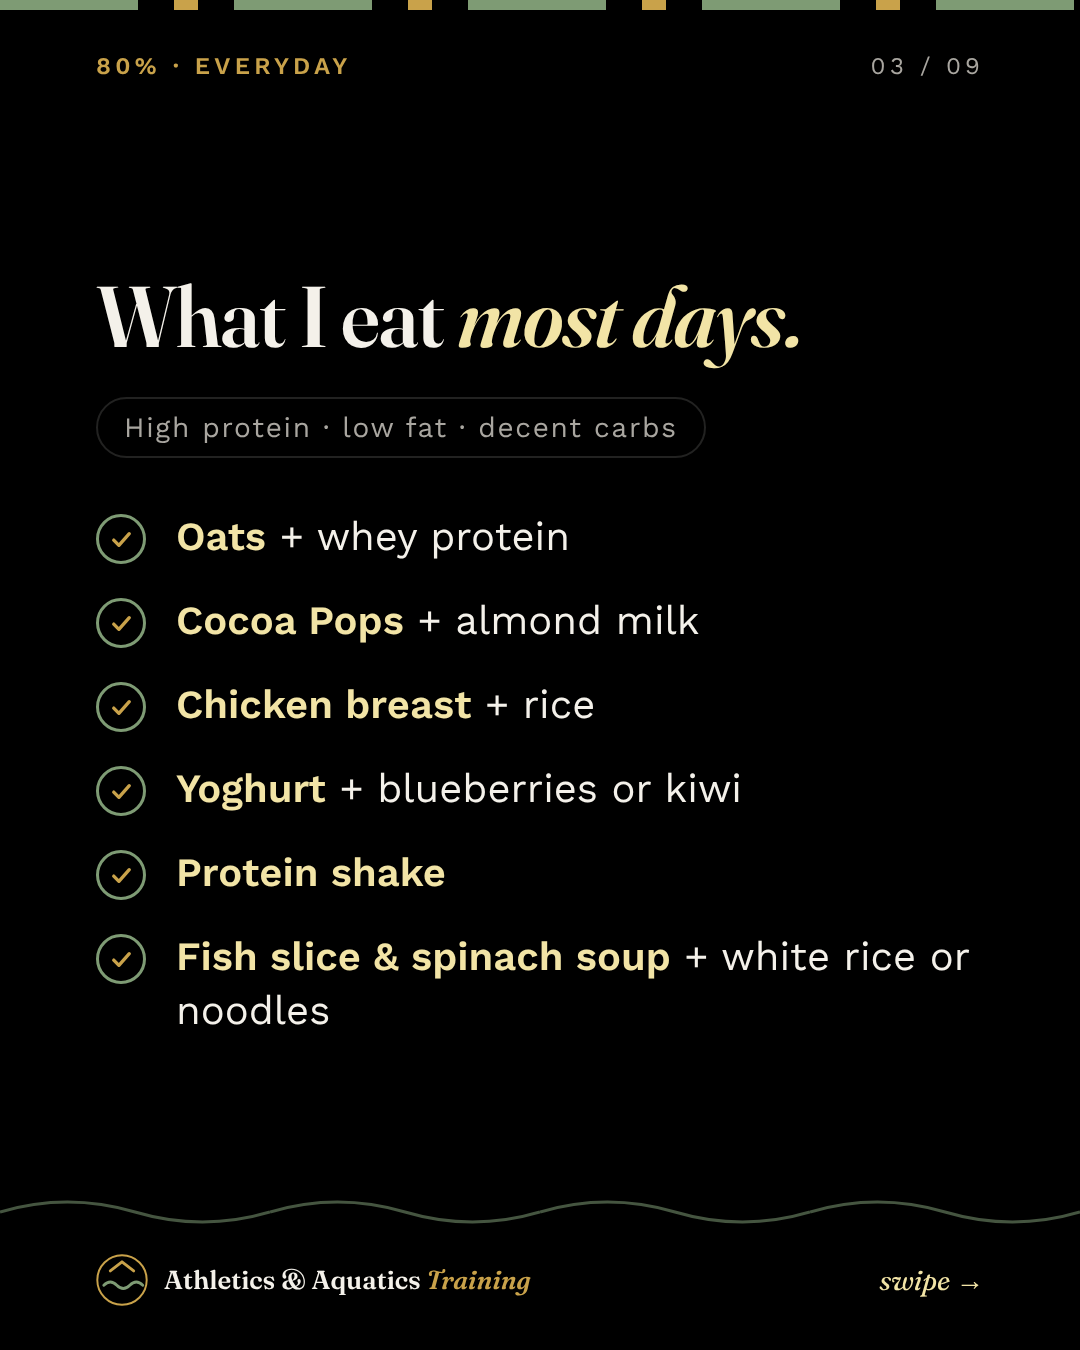 80% · EVERYDAY
03 / 09
What I eat most days.
High protein · low fat · decent carbs
Oats + whey protein
Cocoa Pops + almond milk
Chicken breast + rice
Yoghurt + blueberries or kiwi
Protein shake
Fish slice & spinach soup + white rice or
noodles
Athletics & Aquatics Training
swipe →